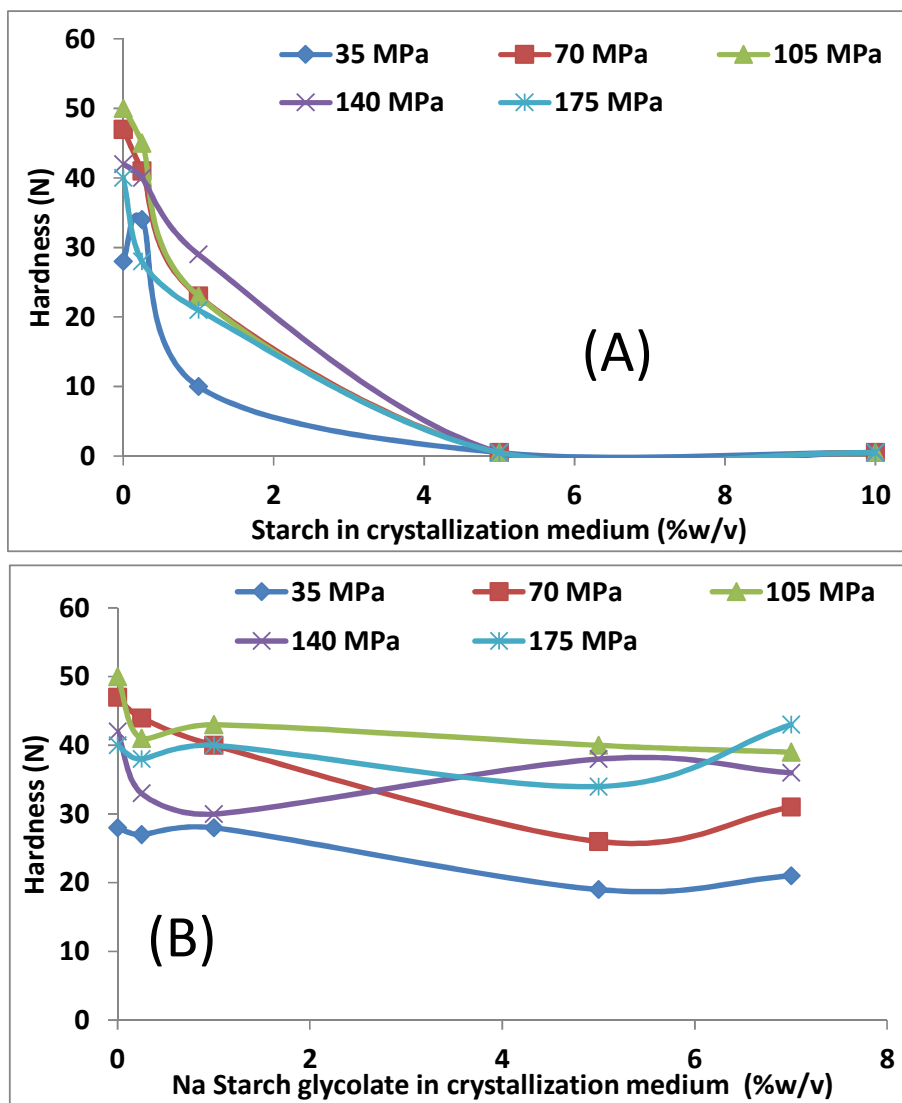 60
50
40
30
20
10
0
Hardness (N)
35 MPa 70 MPa 105 MPa
140 MPa 175 MPa
(A)
0 2 4 6 8 10
Starch in crystallization medium (%w/v)
60
50
40
30
20
10
0
Hardness (N)
35 MPa 70 MPa 105 MPa
140 MPa 175 MPa
(B)
0 2 4 6 8
Na Starch glycolate in crystallization medium (%w/v)